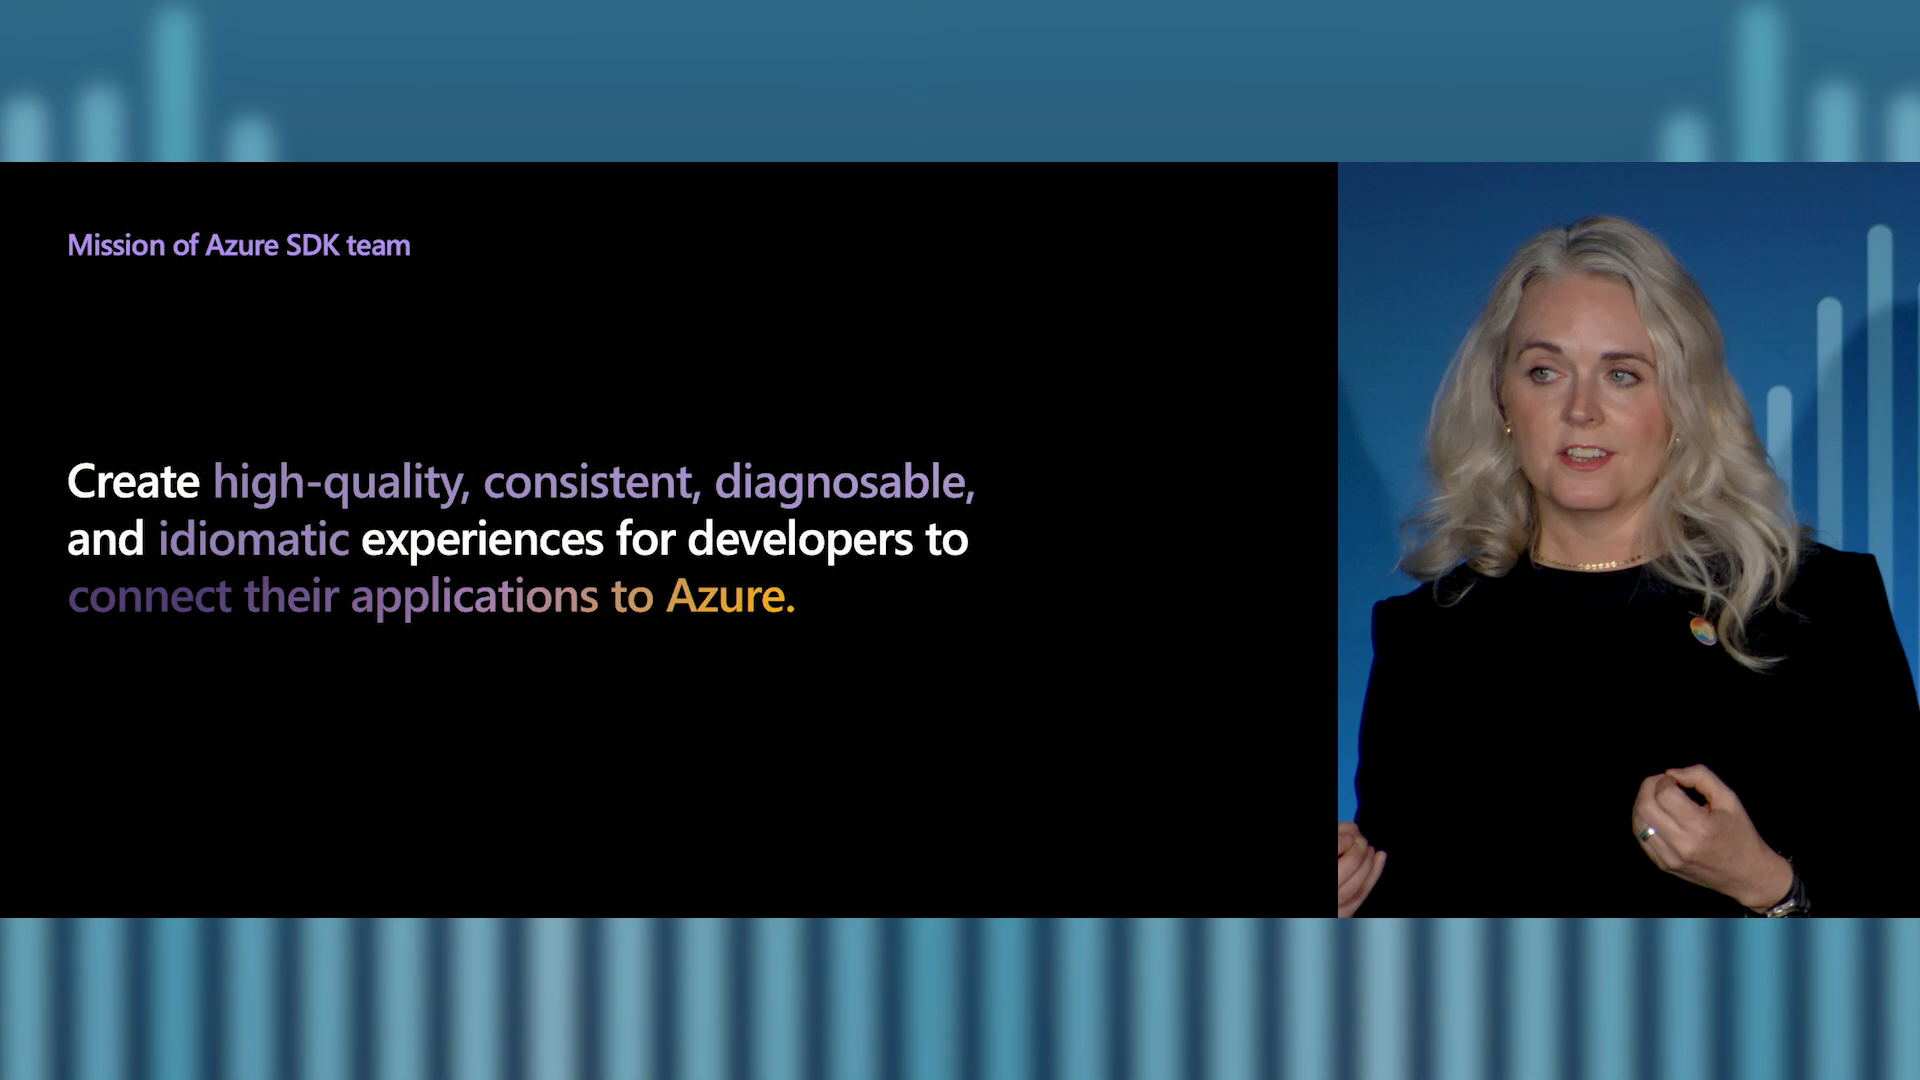 Mission of Azure SDK team
Create high-quality, consistent, diagnosable,
and idiomatic experiences for developers to
connect their applications to Azure.